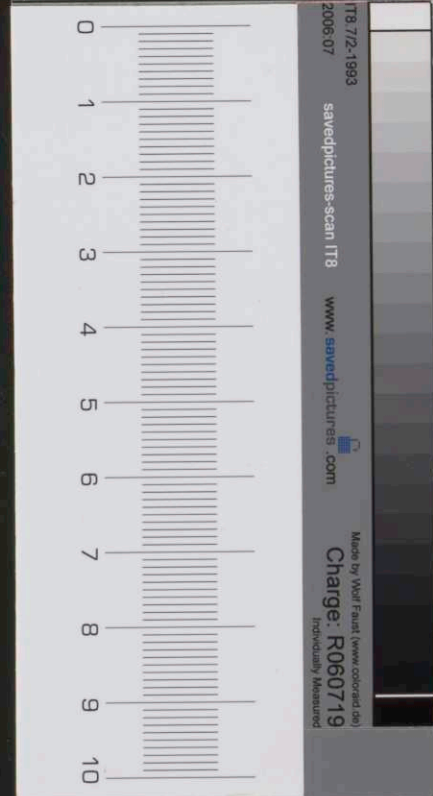 0
1
2
3
4
5
6
7
8
9
10
IT8.7/2-1993
2006:07
savedpictures-scan IT8
www.savedpictures.com
Made by Wolf Faust (www.coloraid.de)
Charge: R060719
Individually Measured